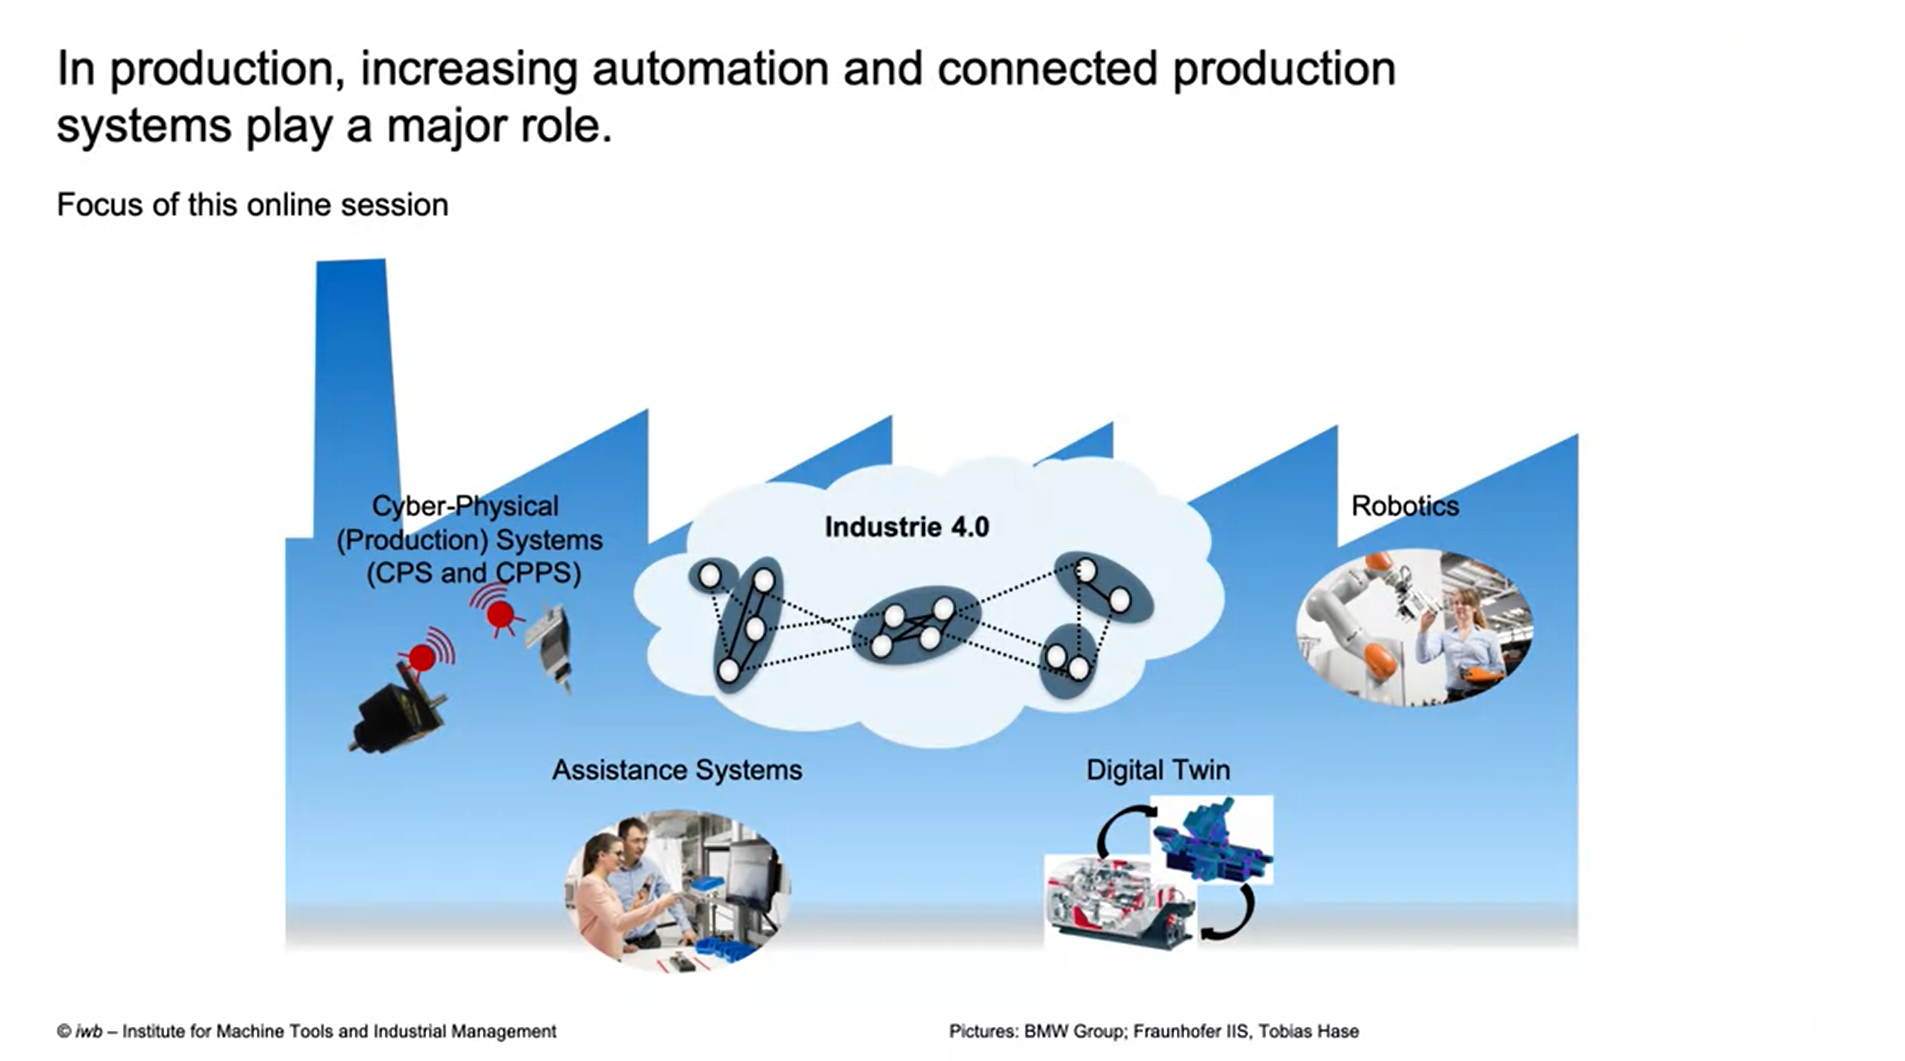 In production, increasing automation and connected production
systems play a major role.
Focus of this online session
Cyber-Physical
(Production) Systems
(CPS and CPPS)
Industrie 4.0
Robotics
Assistance Systems
Digital Twin
© iwb – Institute for Machine Tools and Industrial Management
Pictures: BMW Group; Fraunhofer IIS, Tobias Hase